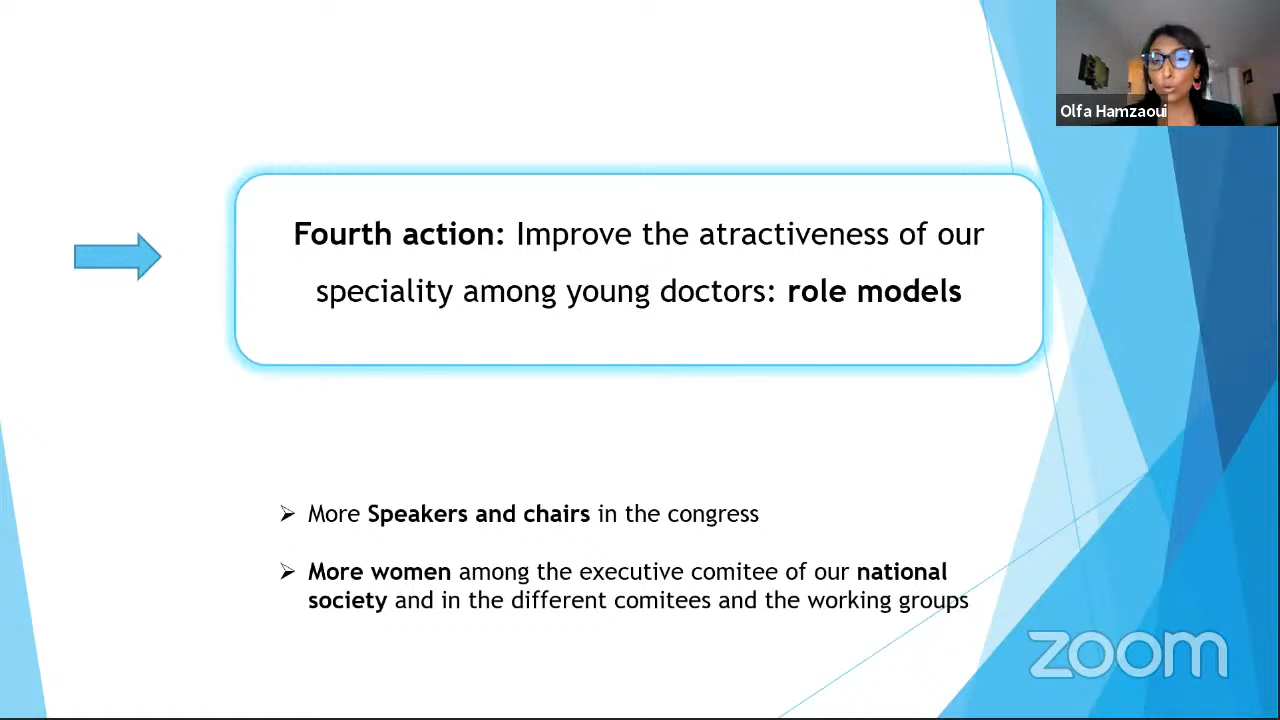 Olfa Hamzaoui
Fourth action: Improve the atractiveness of our
speciality among young doctors: role models
➢ More Speakers and chairs in the congress
➢ More women among the executive comitee of our national
society and in the different comitees and the working groups
zoom